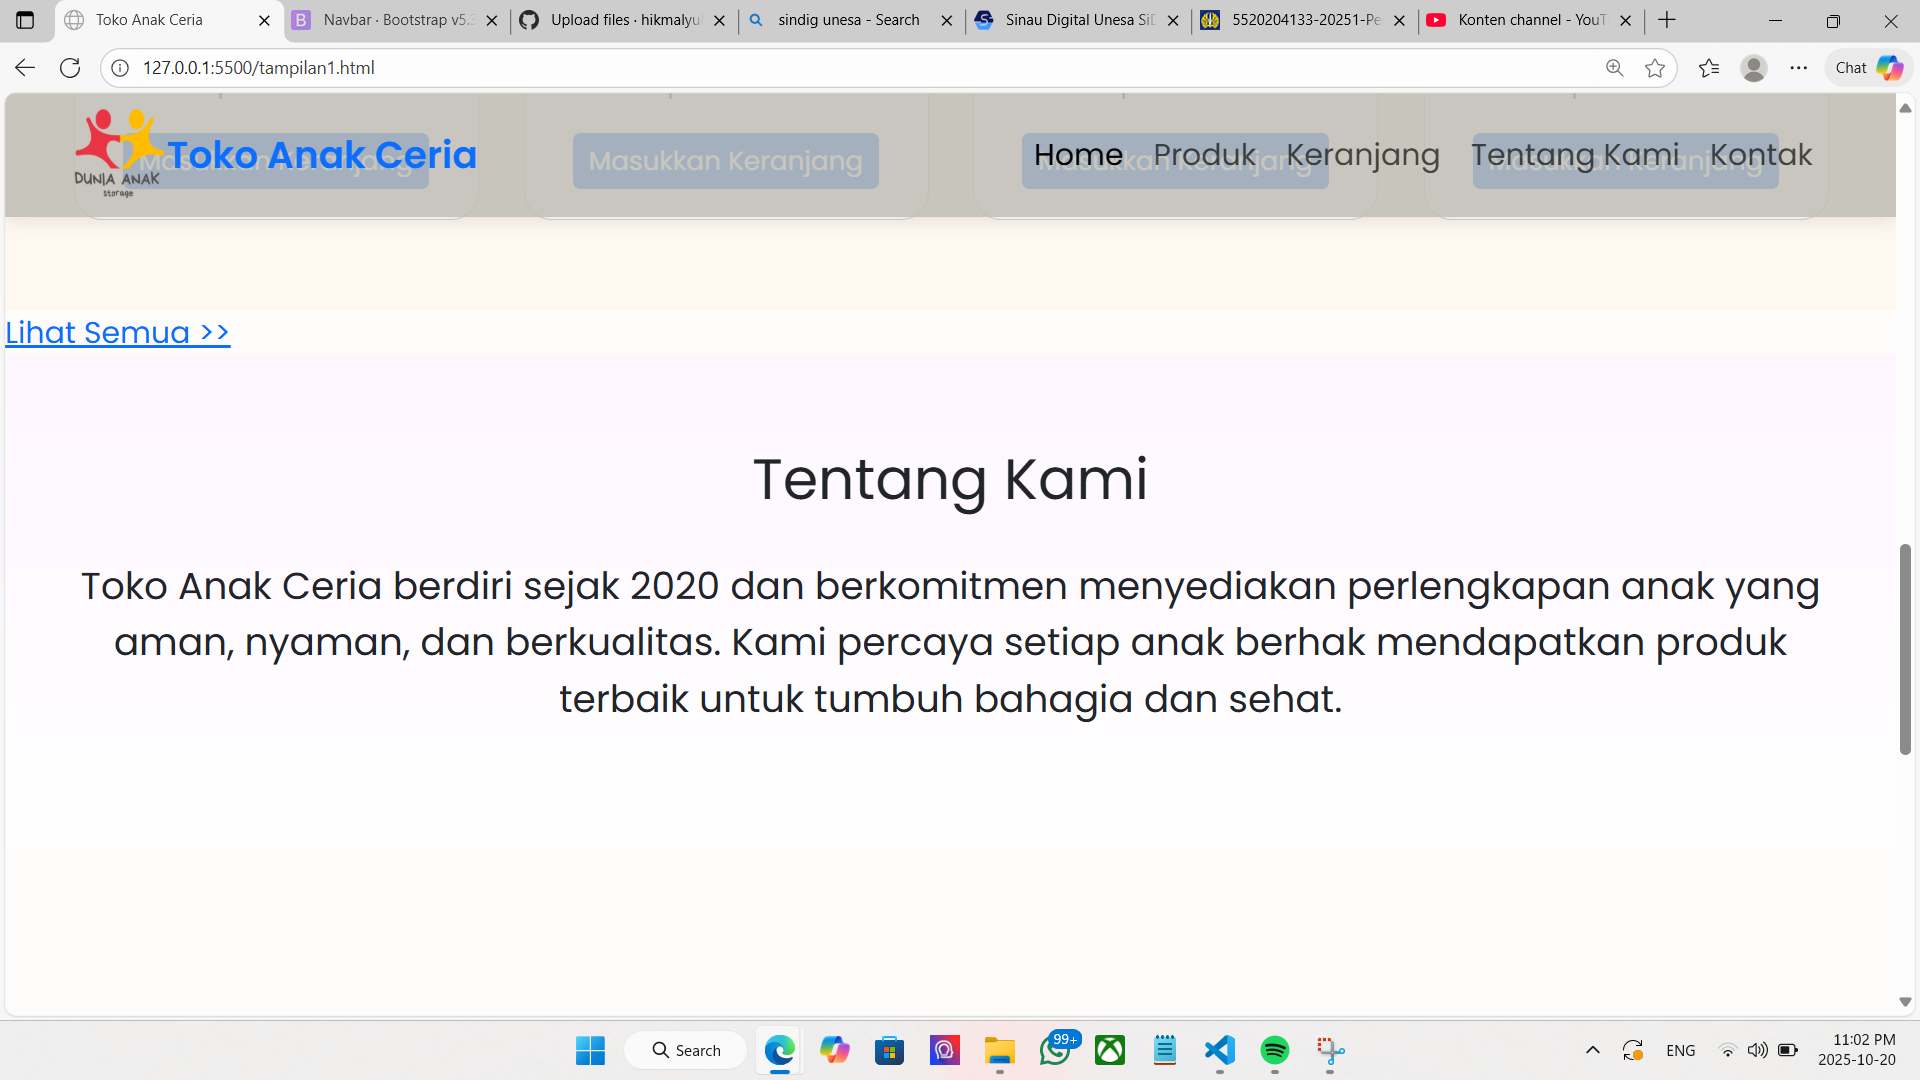 Toko Anak Ceria
Navbar · Bootstrap v5.3
Upload files · hikmalyul
sindig unesa - Search
Sinau Digital Unesa SiD
5520204133-20251-Pe
Konten channel - YouT
127.0.0.1:5500/tampilan1.html
Chat
DUNIA ANAK
storage
Toko Anak Ceria
Masukkan Keranjang
Masukkan Keranjang
Masukkan Keranjang
Masukkan Keranjang
Home
Produk
Keranjang
Tentang Kami
Kontak
Lihat Semua >>
Tentang Kami
Toko Anak Ceria berdiri sejak 2020 dan berkomitmen menyediakan perlengkapan anak yang
aman, nyaman, dan berkualitas. Kami percaya setiap anak berhak mendapatkan produk
terbaik untuk tumbuh bahagia dan sehat.
Search
99+
ENG
11:02 PM
2025-10-20